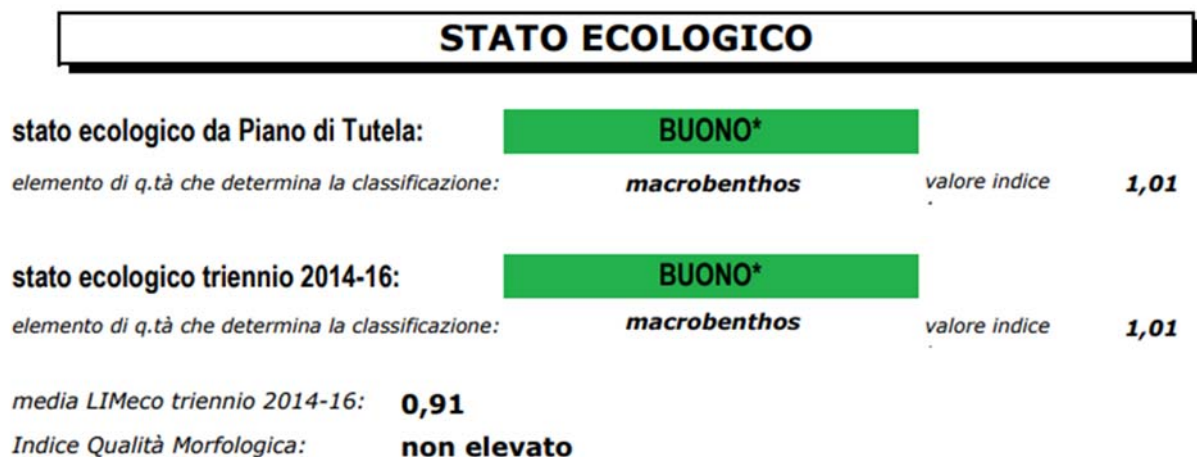 STATO ECOLOGICO
stato ecologico da Piano di Tutela: BUONO*
elemento di q.tà che determina la classificazione: macrobenthos valore indice 1,01
stato ecologico triennio 2014-16: BUONO*
elemento di q.tà che determina la classificazione: macrobenthos valore indice 1,01
media LIMeco triennio 2014-16: 0,91
Indice Qualità Morfologica: non elevato